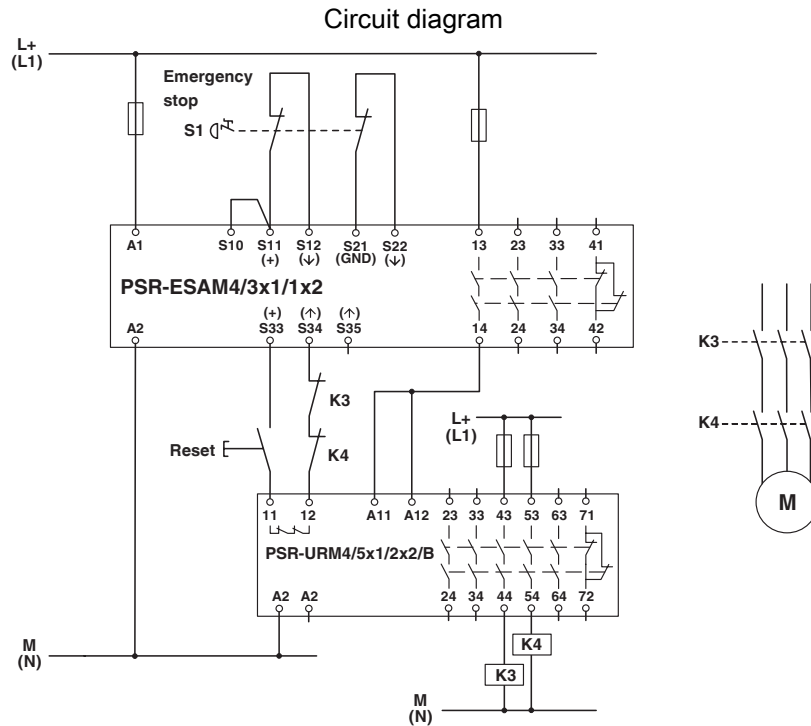 Circuit diagram
L+
(L1)
Emergency
stop
S1
A1 S10 S11 S12 S21 S22 13 23 33 41
(+) (↓) (GND) (↓)
PSR-ESAM4/3x1/1x2
(+) (↑) (↑)
A2 S33 S34 S35 14 24 34 42
K3
K4
K3
K4
M
Reset
L+
(L1)
11 12 A11 A12 23 33 43 53 63 71
PSR-URM4/5x1/2x2/B
A2 A2 24 34 44 54 64 72
M
(N)
K4
K3
M
(N)